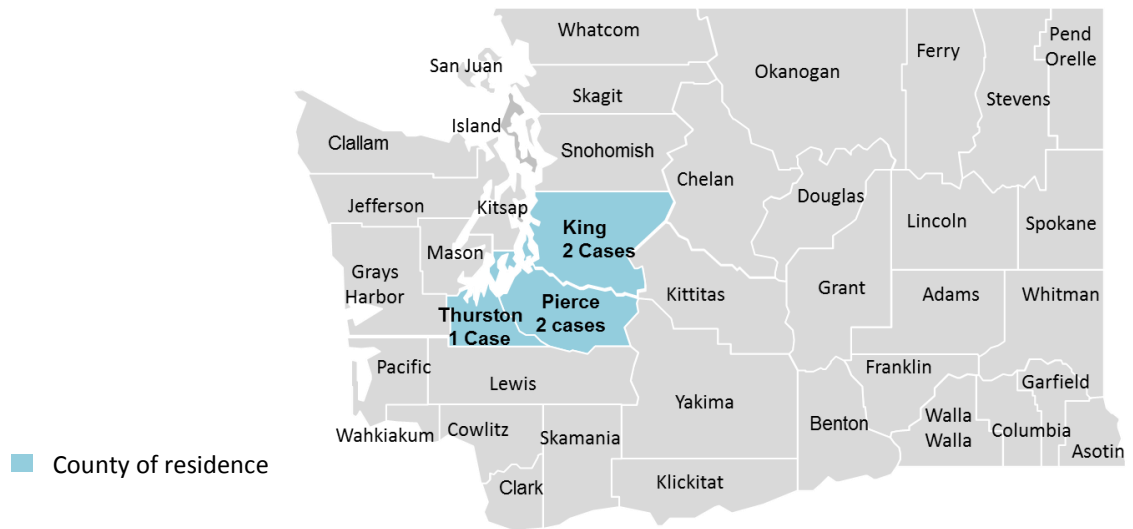 Whatcom
San Juan
Skagit
Island
Okanogan
Ferry
Pend
Orelle
Stevens
Clallam
Snohomish
Chelan
Douglas
Jefferson
Kitsap
King
2 Cases
Lincoln
Spokane
Mason
Grays
Harbor
Kittitas
Grant
Adams
Whitman
Thurston
1 Case
Pierce
2 cases
Pacific
Lewis
Yakima
Franklin
Garfield
Wahkiakum
Cowlitz
Skamania
Benton
Walla
Walla
Columbia
Asotin
Clark
Klickitat
County of residence